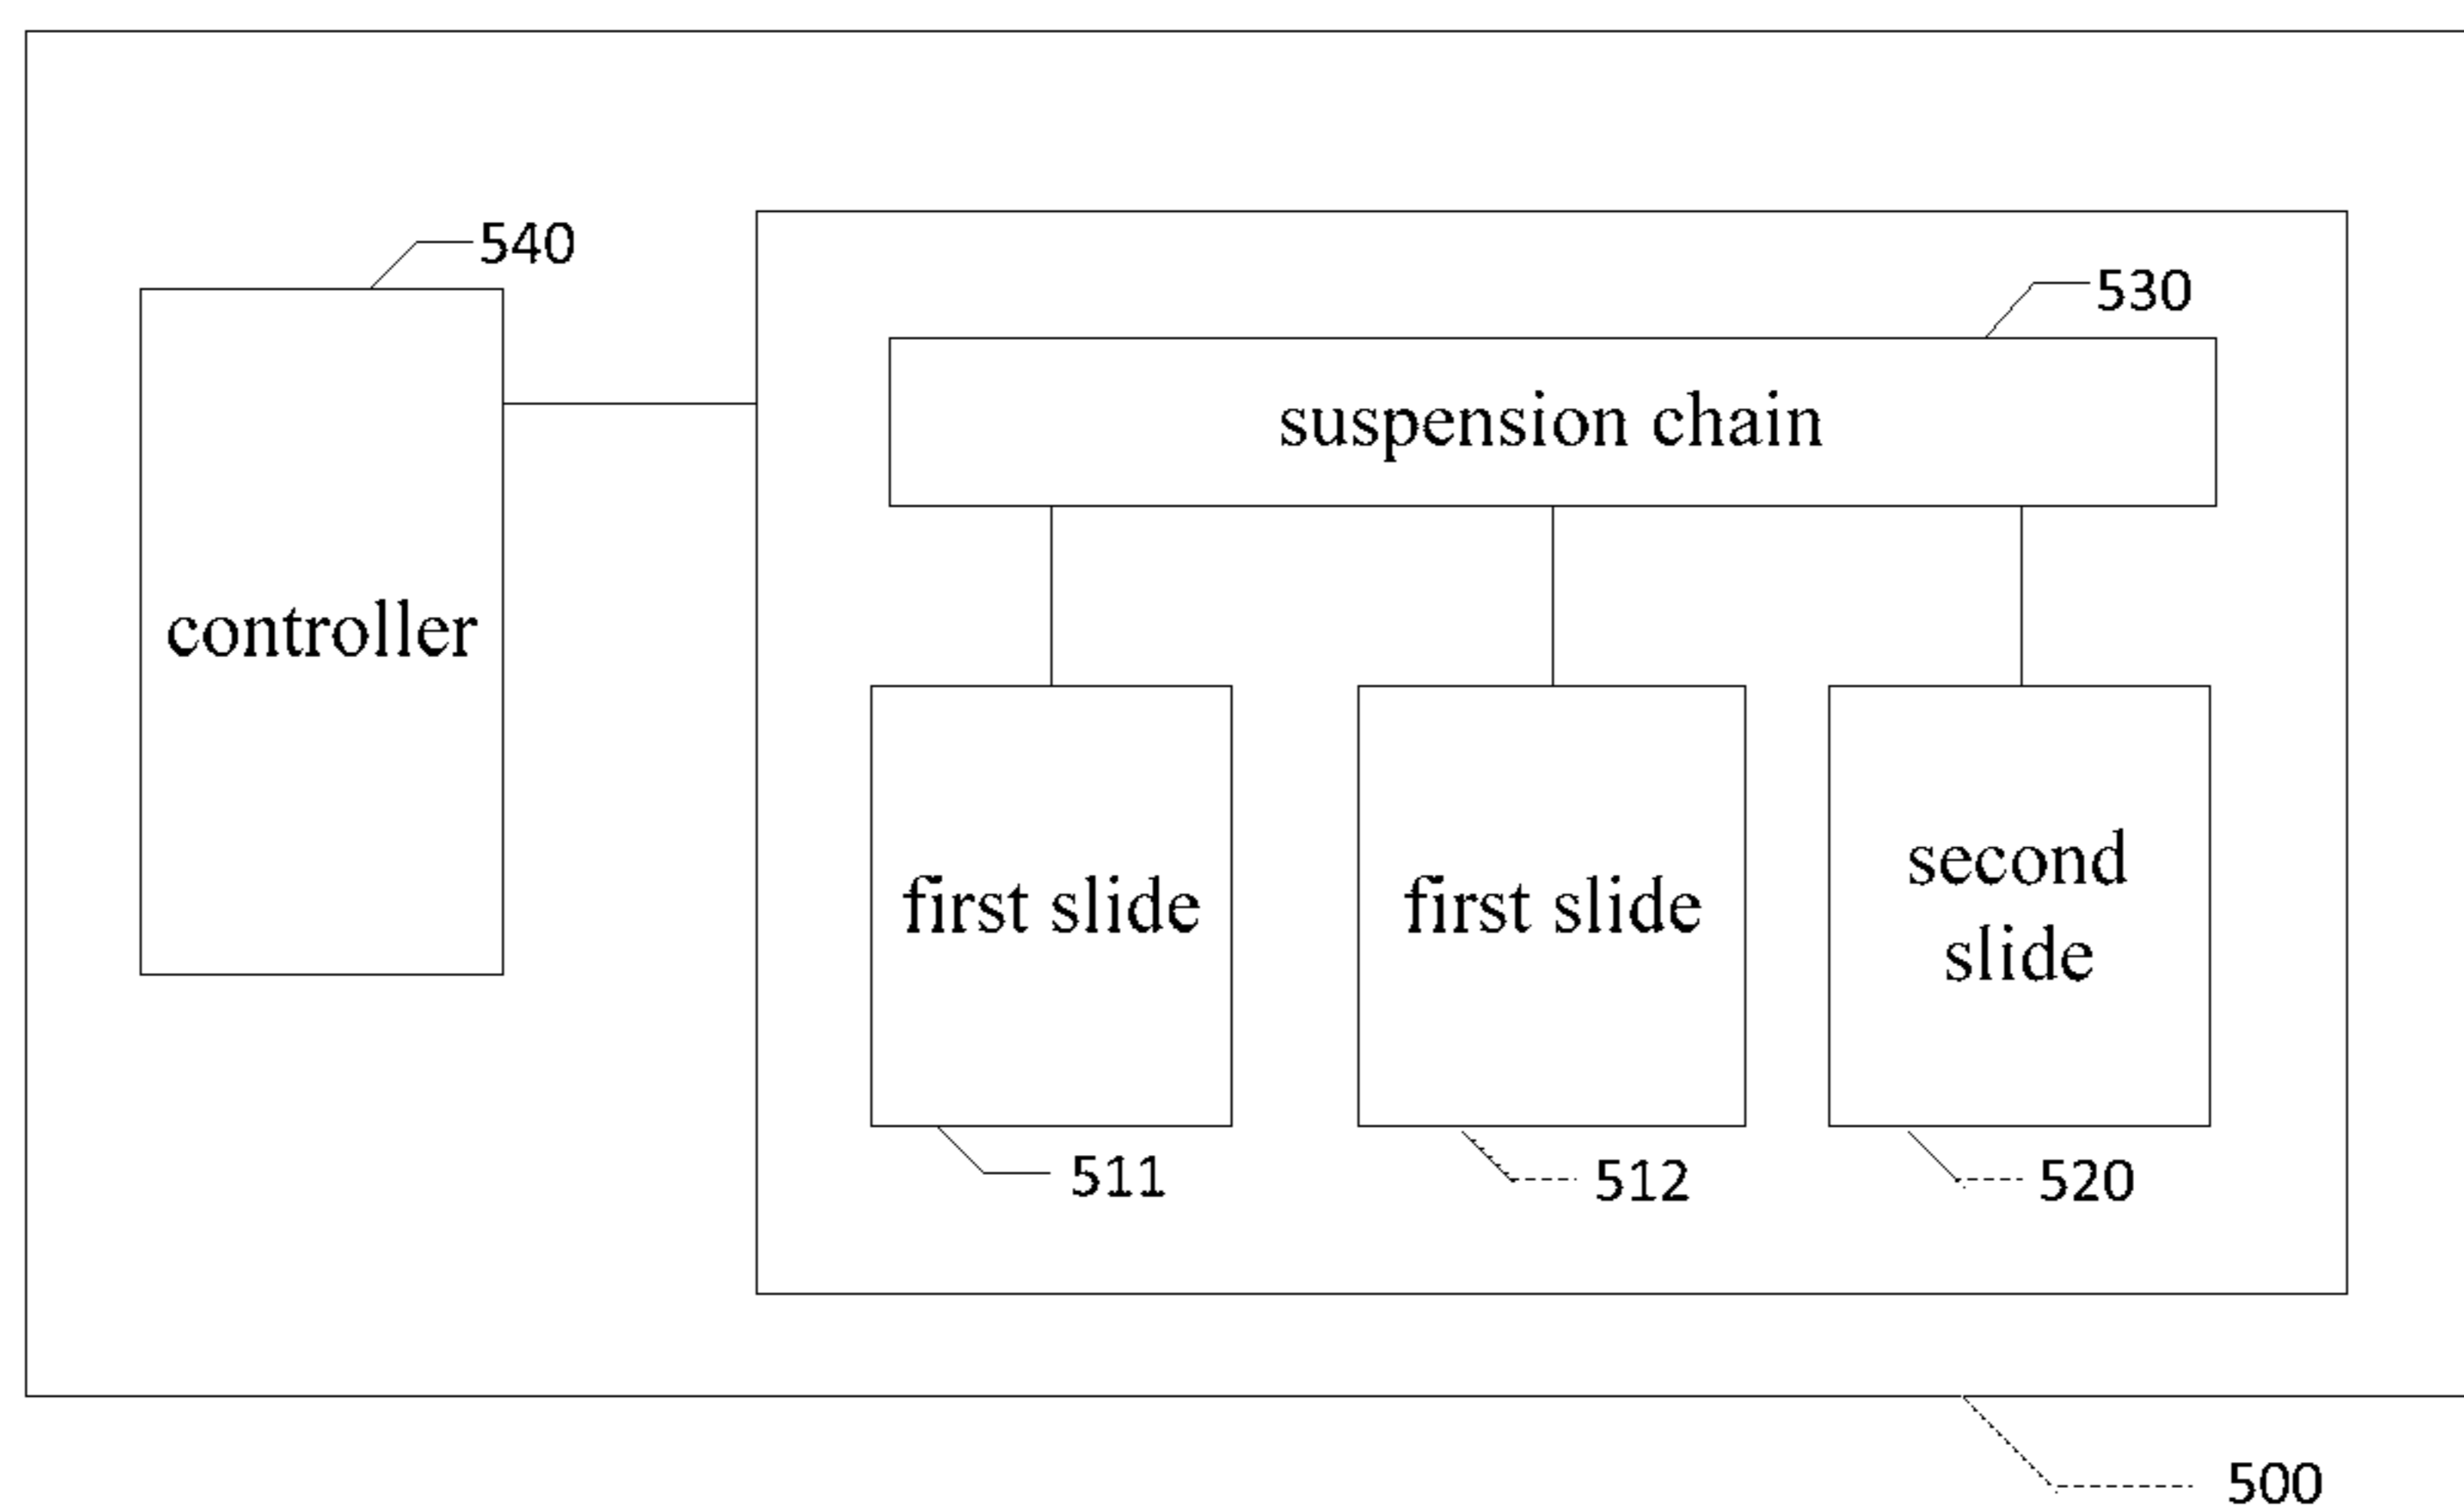 540
530
suspension chain
controller
first slide
first slide
second
slide
511
512
520
500